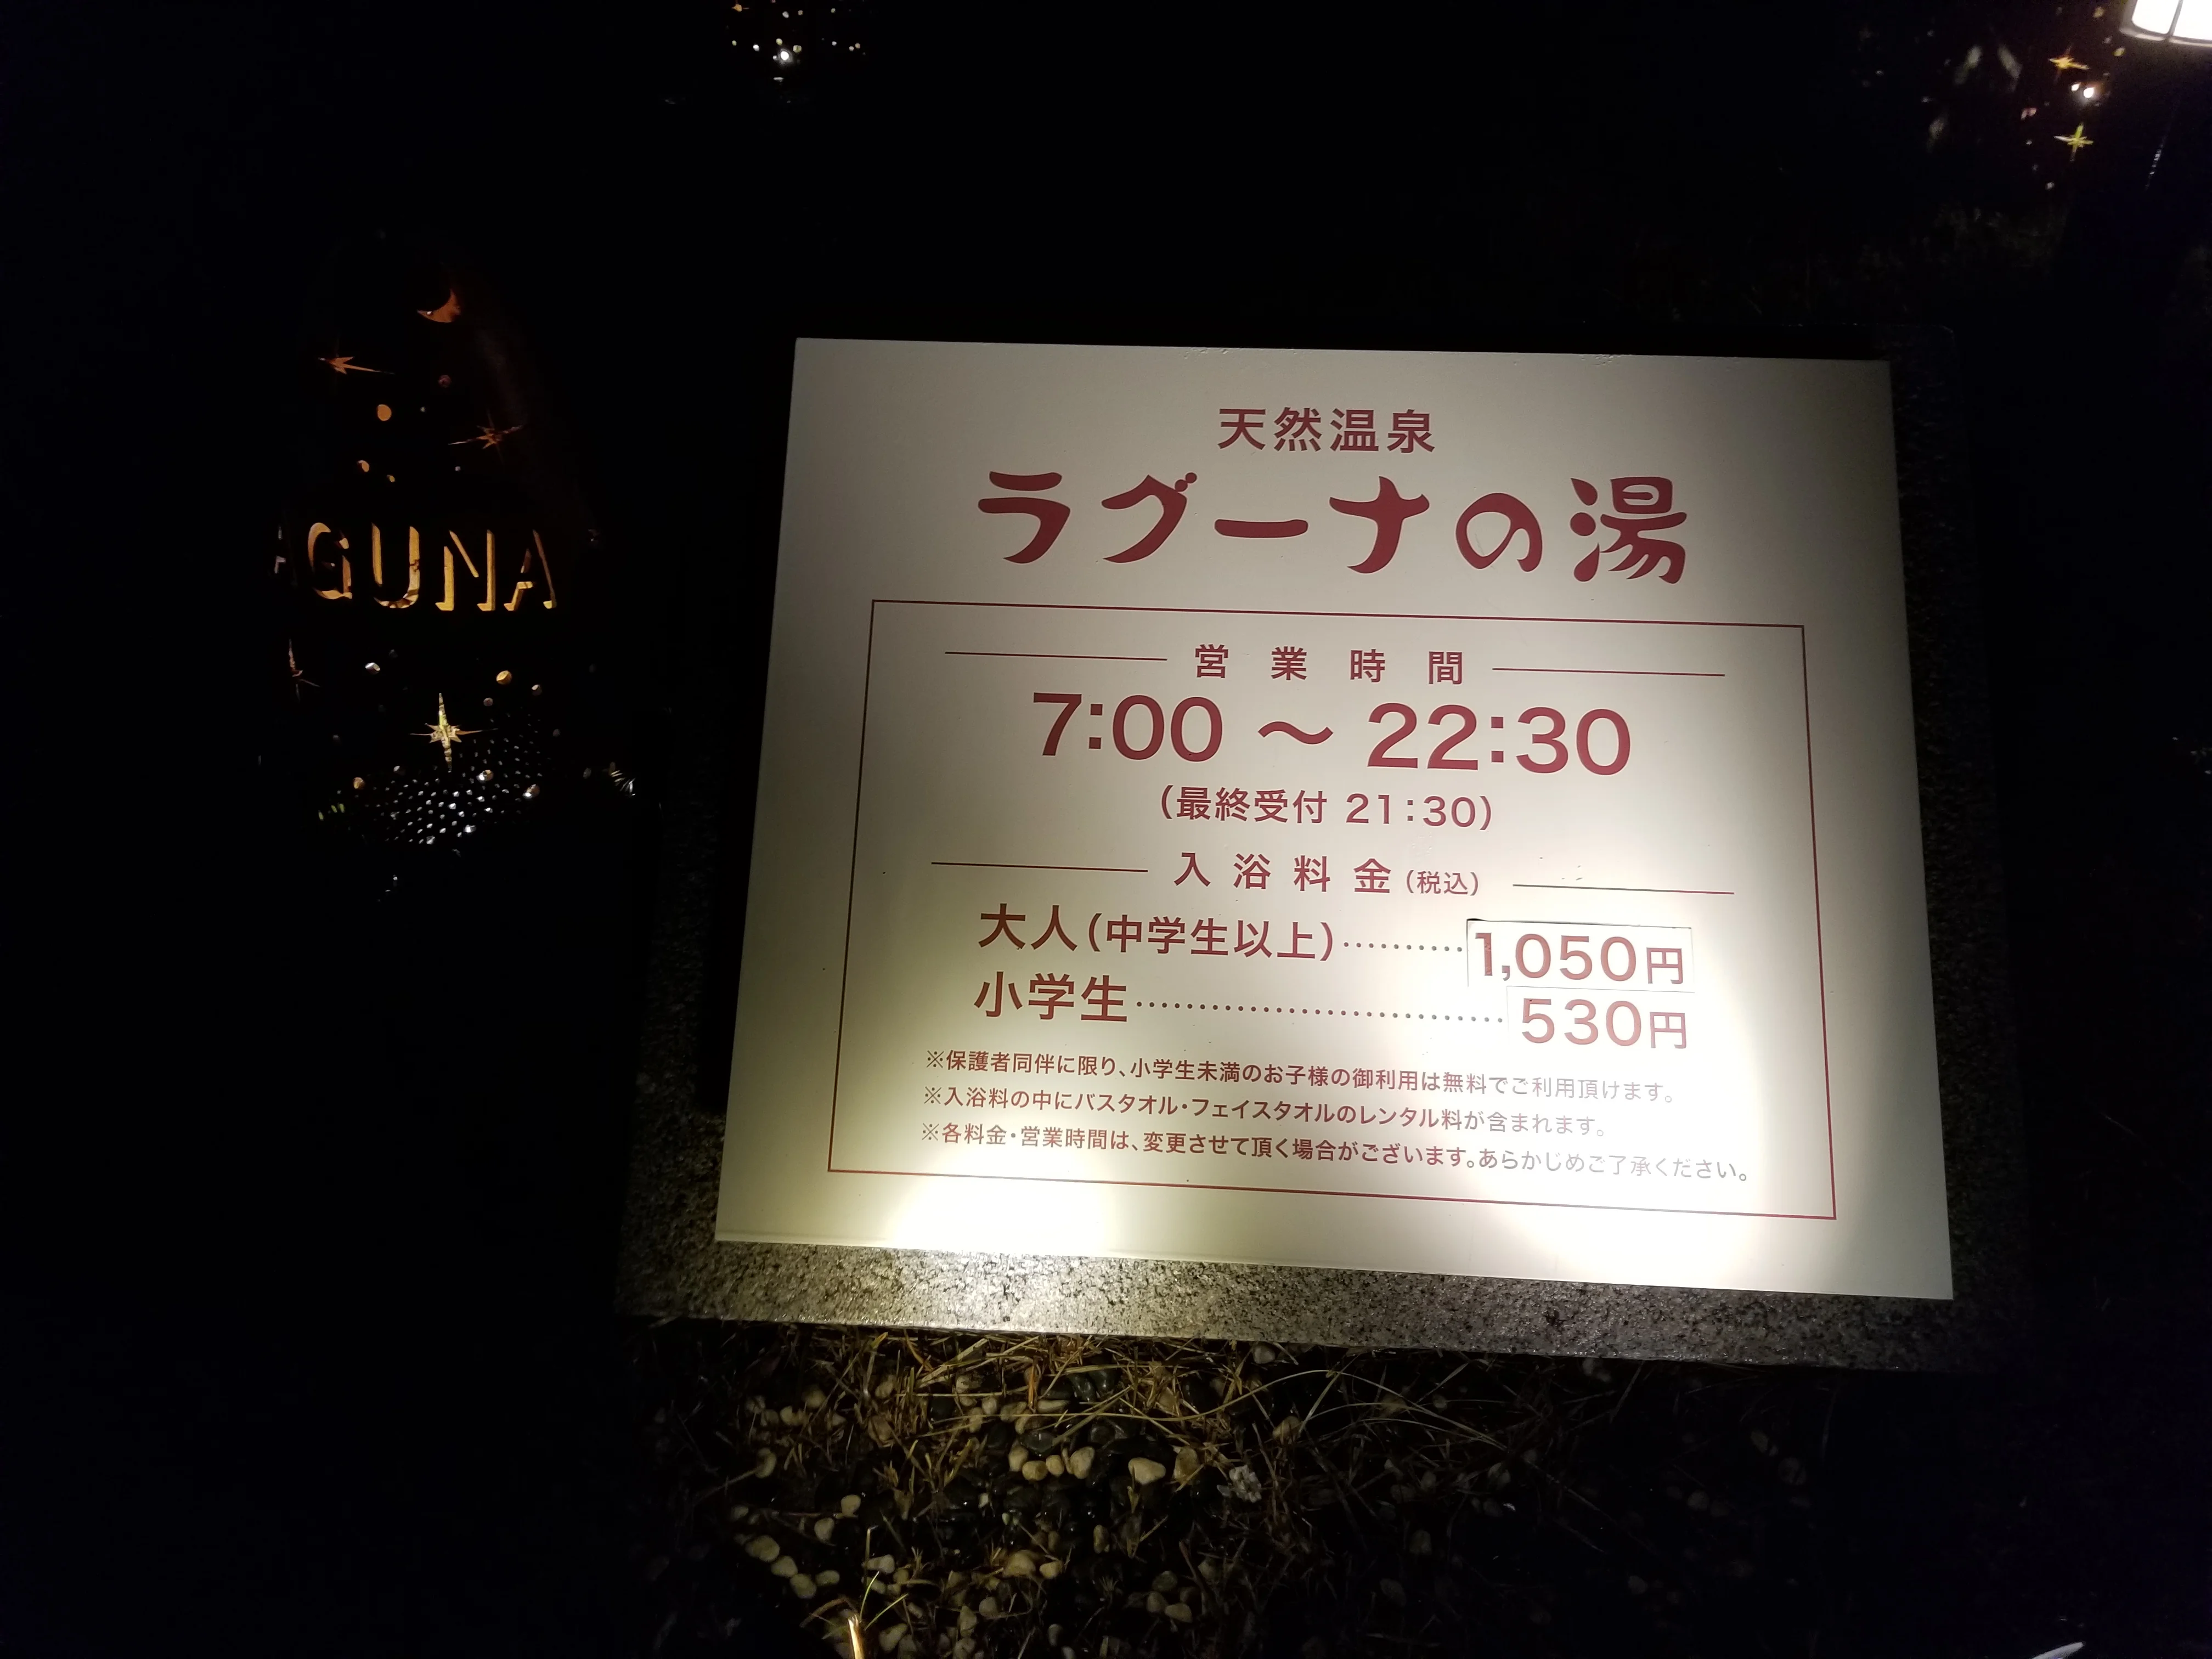 AGUNA
天然温泉
ラグーナの湯
営業時間
7:00 ～ 22:30
(最終受付 21:30)
入浴料金(税込)
大人(中学生以上)··········1,050円
小学生·····························530円
※保護者同伴に限り、小学生未満のお子様の御利用は無料でご利用頂けます。
※入浴料の中にバスタオル・フェイスタオルのレンタル料が含まれます。
※各料金・営業時間は、変更させて頂く場合がございます。あらかじめご了承ください。